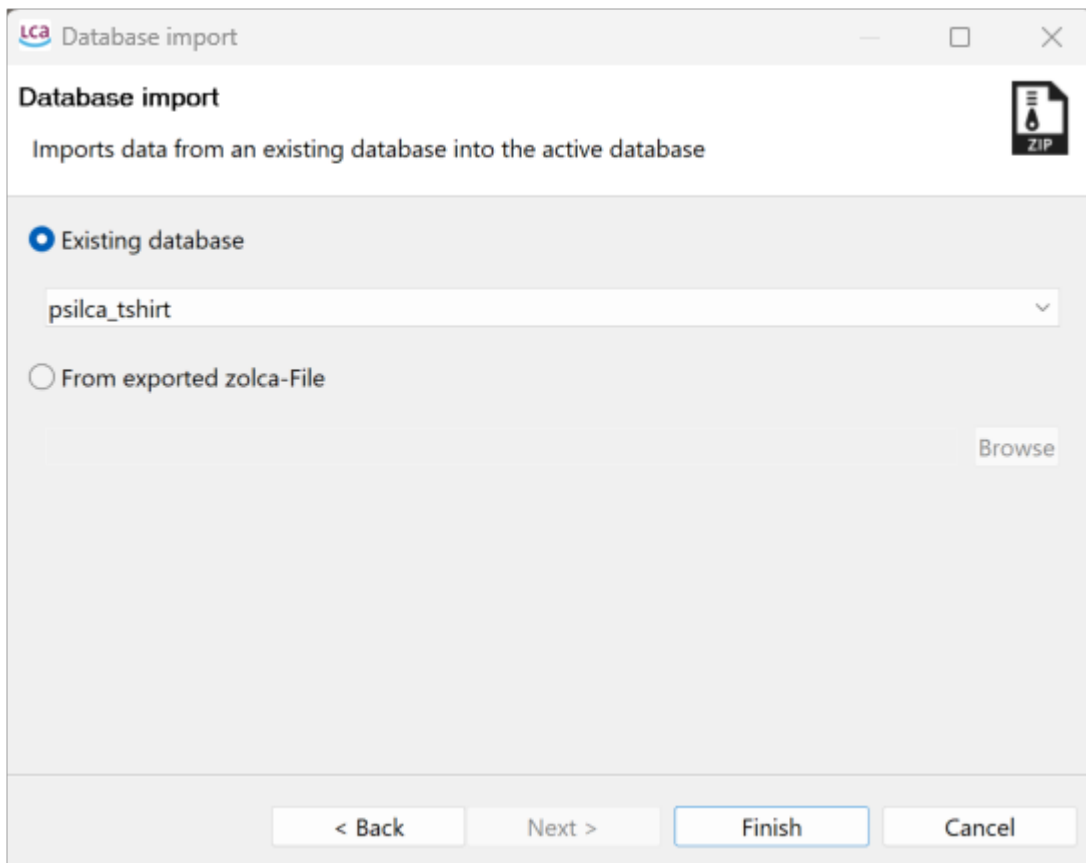 LCa Database import
Database import
Imports data from an existing database into the active database
ZIP
Existing database
psilca_tshirt
From exported zolca-File
Browse
< Back Next > Finish Cancel